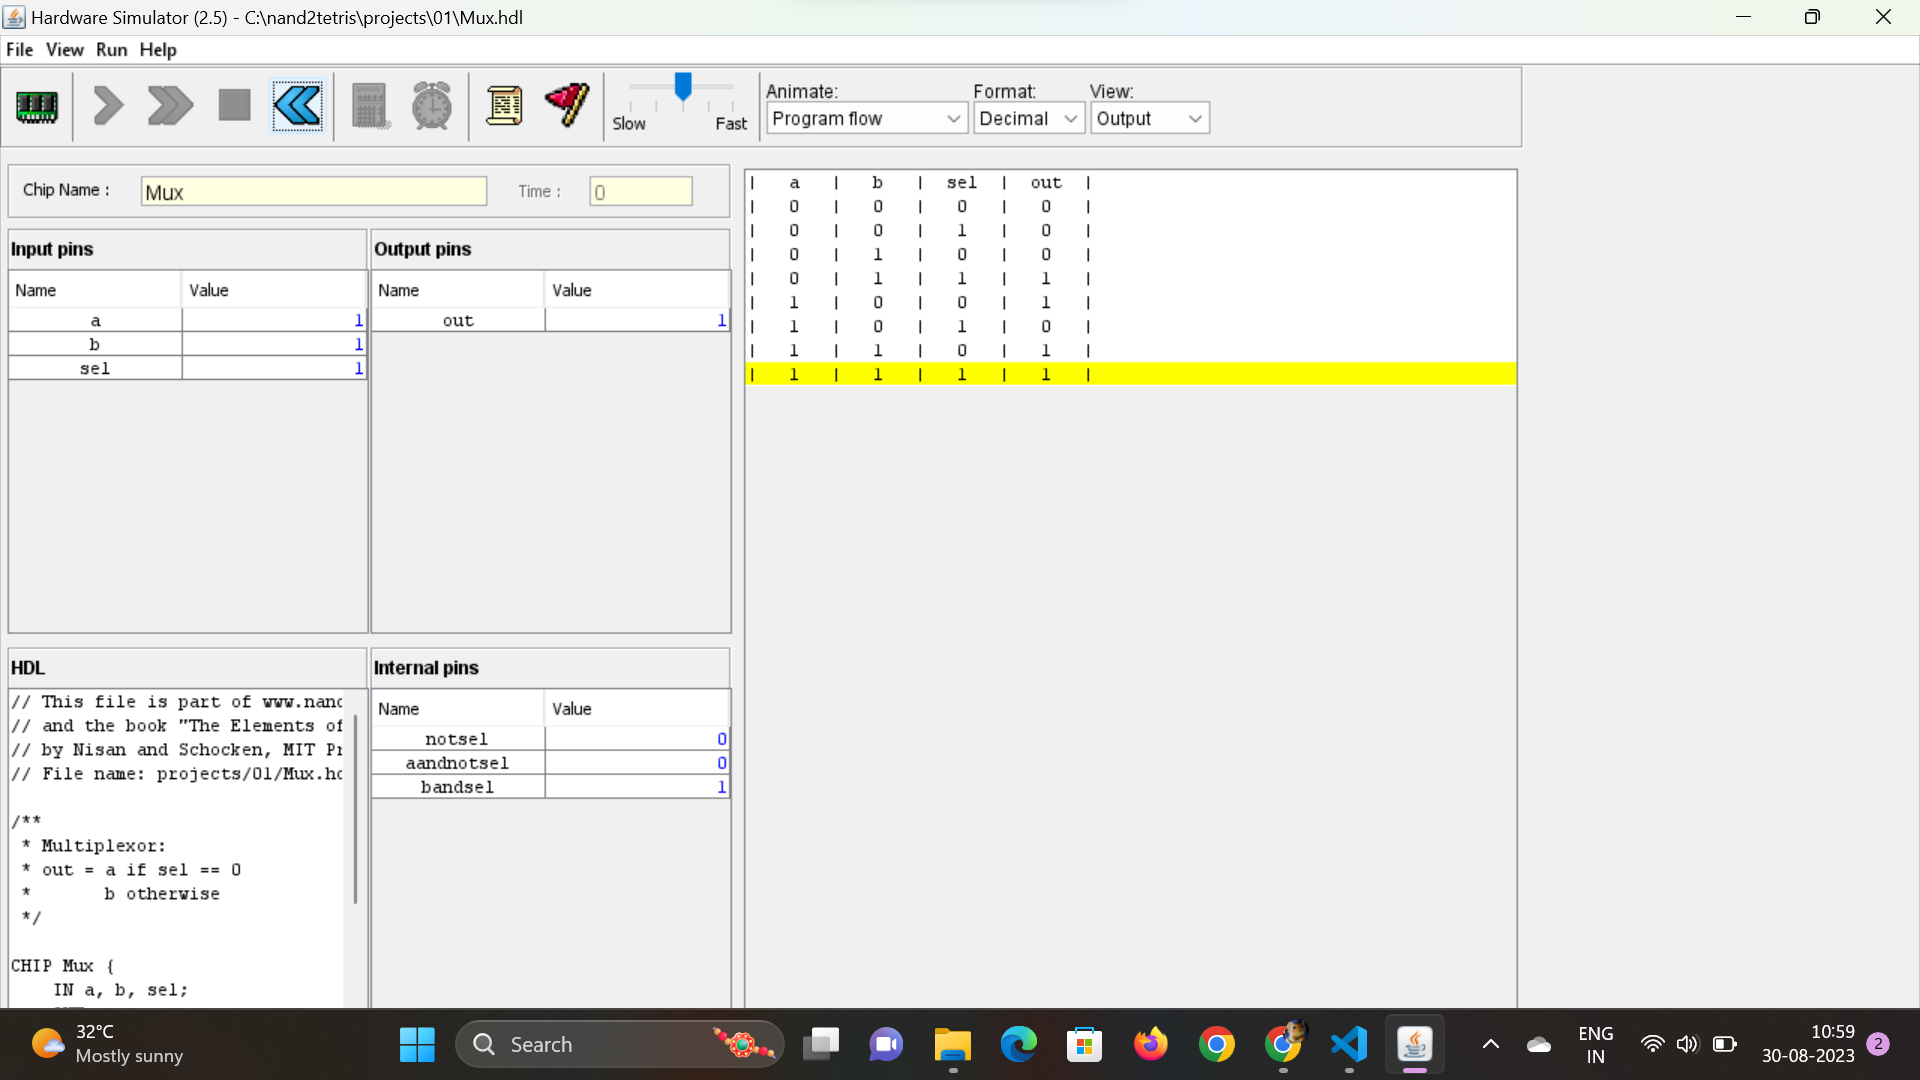 Hardware Simulator (2.5) - C:\nand2tetris\projects\01\Mux.hdl
File View Run Help
Slow Fast
Animate: Format: View:
Program flow Decimal Output
Chip Name : Mux Time : 0
| a | b | sel | out |
| 0 | 0 | 0 | 0 |
| 0 | 0 | 1 | 0 |
| 0 | 1 | 0 | 0 |
| 0 | 1 | 1 | 1 |
| 1 | 0 | 0 | 1 |
| 1 | 0 | 1 | 0 |
| 1 | 1 | 0 | 1 |
| 1 | 1 | 1 | 1 |
Input pins
Name Value
a 1
b 1
sel 1
Output pins
Name Value
out 1
HDL
// This file is part of www.nand
// and the book "The Elements of
// by Nisan and Schocken, MIT Pr
// File name: projects/01/Mux.hd
/**
* Multiplexor:
* out = a if sel == 0
* b otherwise
*/
CHIP Mux {
IN a, b, sel;
Internal pins
Name Value
notsel 0
aandnotsel 0
bandsel 1
32°C
Mostly sunny
Search
ENG
IN
10:59
30-08-2023
2